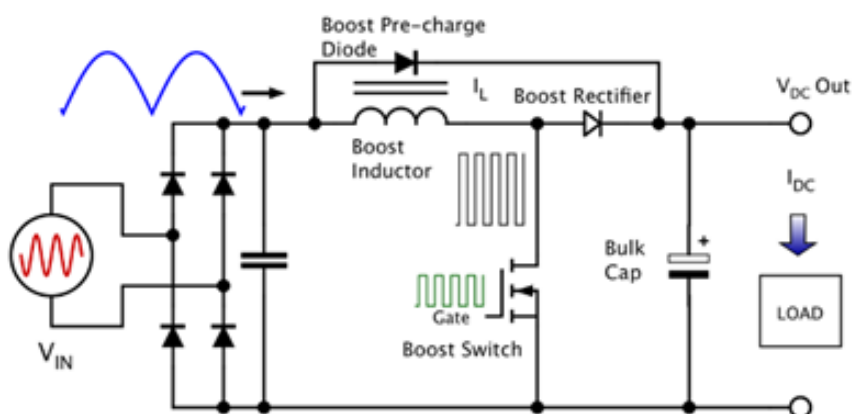 Boost Pre-charge
Diode
I_L
Boost Rectifier
V_DC Out
Boost
Inductor
I_DC
Bulk
Cap
+
Gate
LOAD
Boost Switch
V_IN